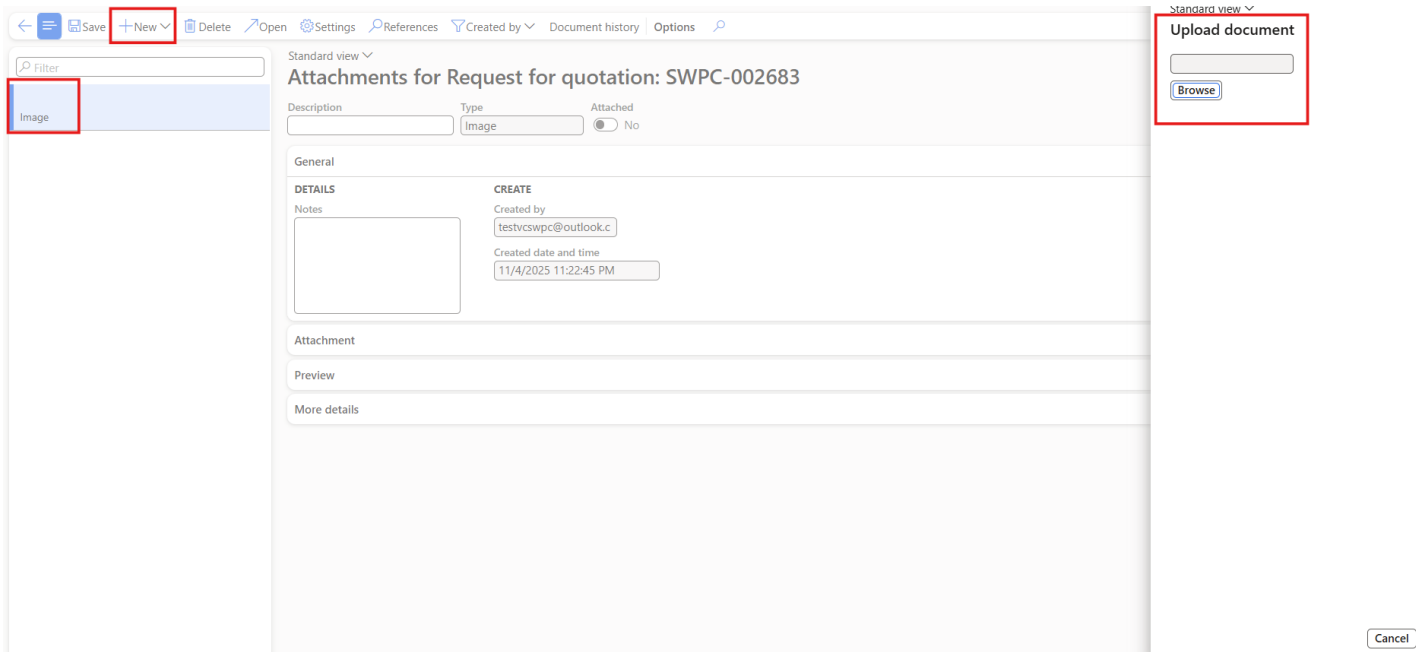 Save New Delete Open Settings References Created by Document history Options
Filter
Image
Standard view
Attachments for Request for quotation: SWPC-002683
Description Type Attached
Image No
General
DETAILS CREATE
Notes Created by
testvcswpc@outlook.c
Created date and time
11/4/2025 11:22:45 PM
Attachment
Preview
More details
Standard view
Upload document
Browse
Cancel